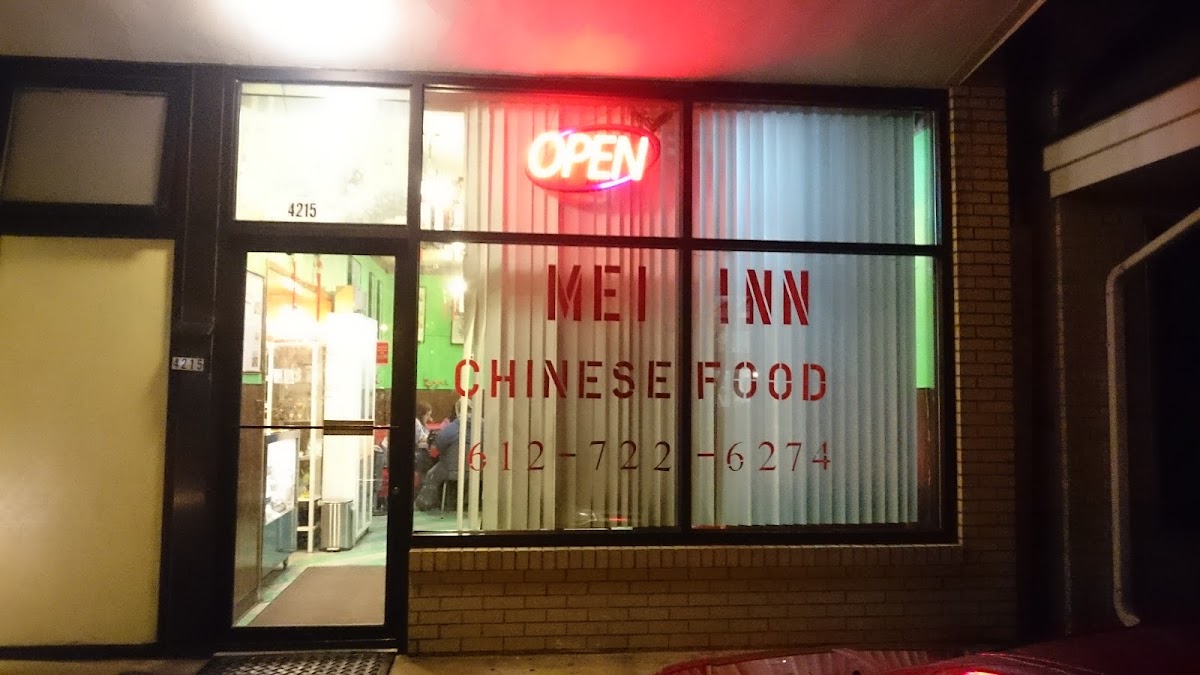 OPEN
4215
MEI INN
4215
CHINESE FOOD
612-722-6274